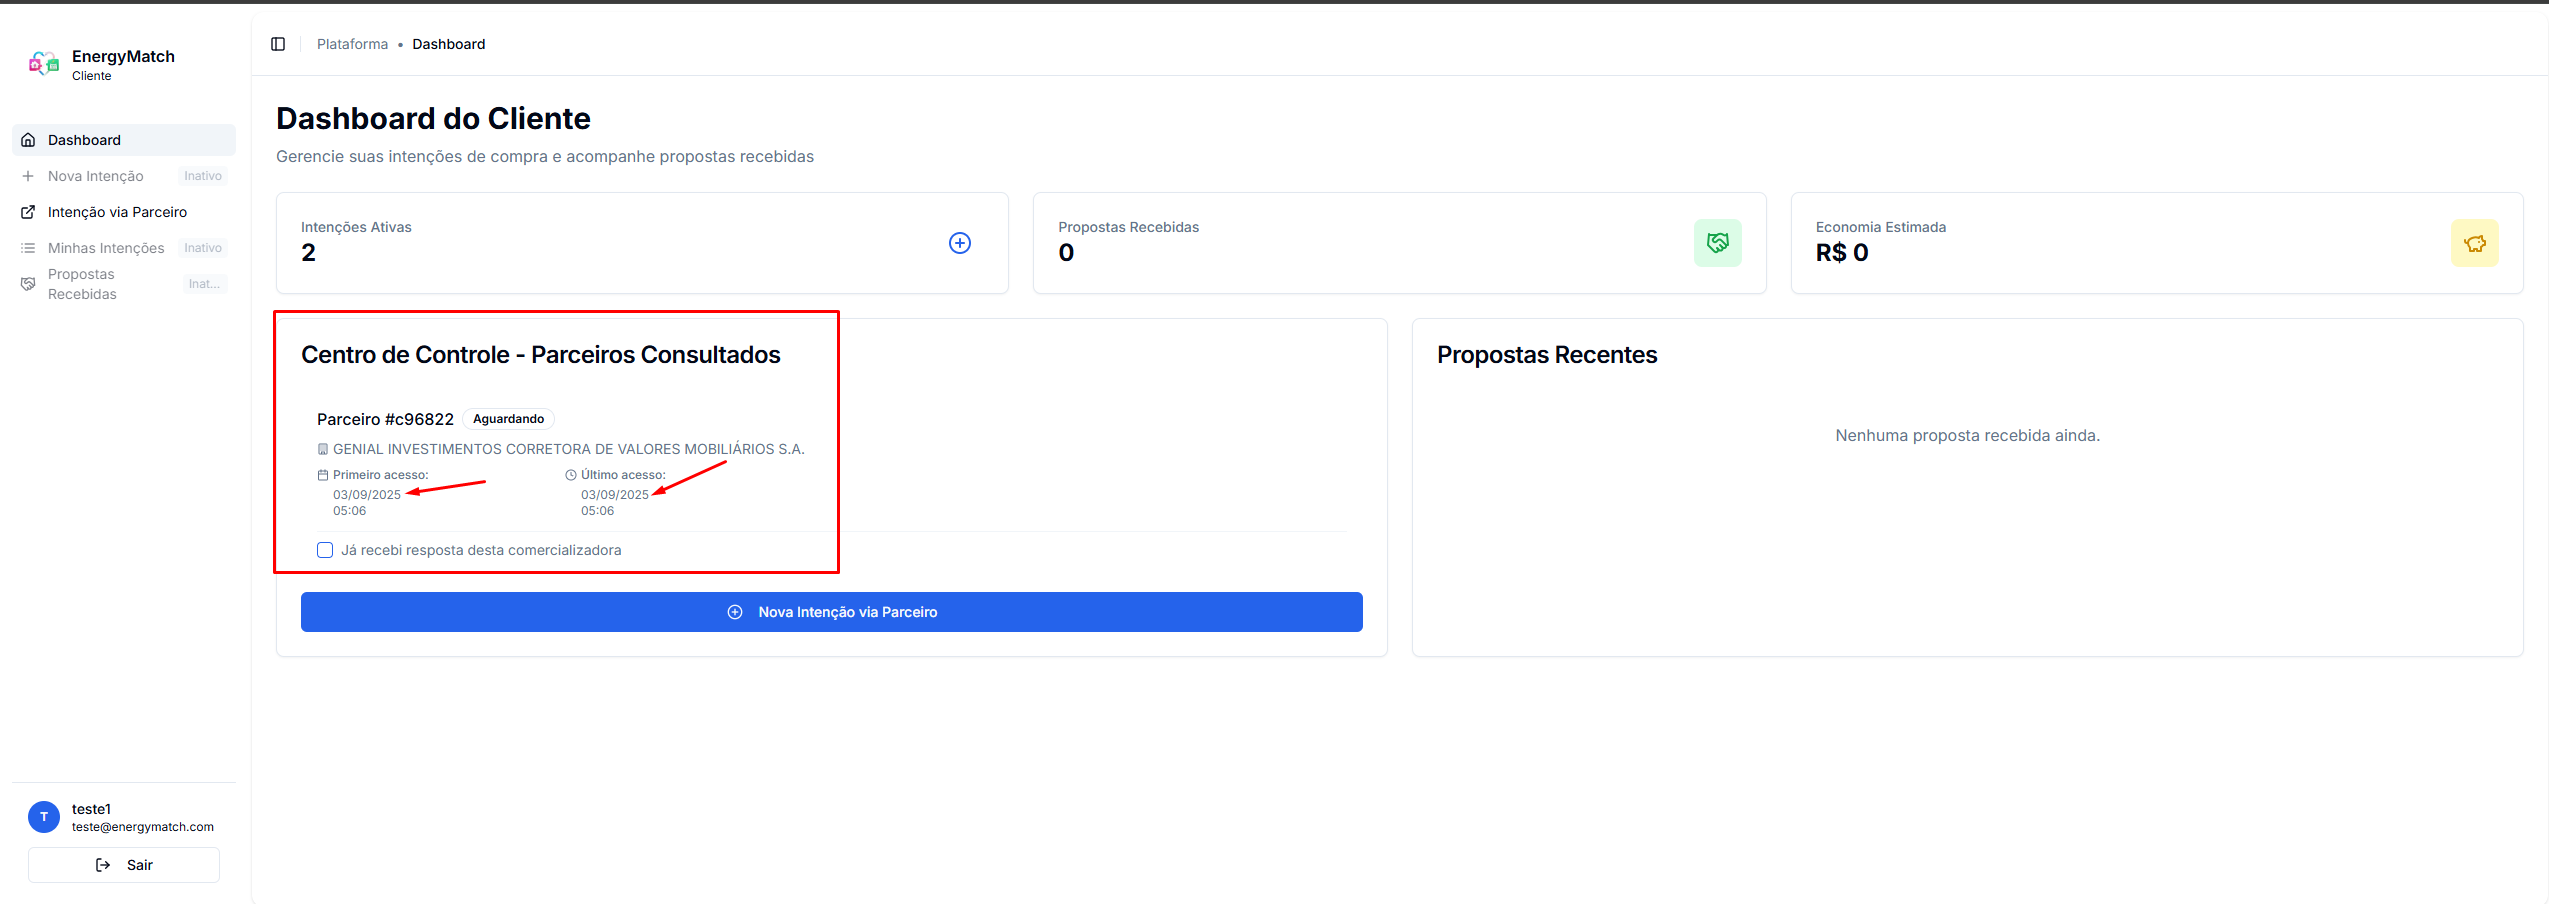 EnergyMatch
Cliente
Dashboard
Nova Intenção Inativo
Intenção via Parceiro
Minhas Intenções Inativo
Propostas
Recebidas Inat...
teste1
T
teste@energymatch.com
Sair
Plataforma • Dashboard
Dashboard do Cliente
Gerencie suas intenções de compra e acompanhe propostas recebidas
Intenções Ativas
2
Propostas Recebidas
0
Economia Estimada
R$ 0
Centro de Controle - Parceiros Consultados
Parceiro #c96822 Aguardando
GENIAL INVESTIMENTOS CORRETORA DE VALORES MOBILIÁRIOS S.A.
Primeiro acesso:
03/09/2025
05:06
Último acesso:
03/09/2025
05:06
Já recebi resposta desta comercializadora
Nova Intenção via Parceiro
Propostas Recentes
Nenhuma proposta recebida ainda.